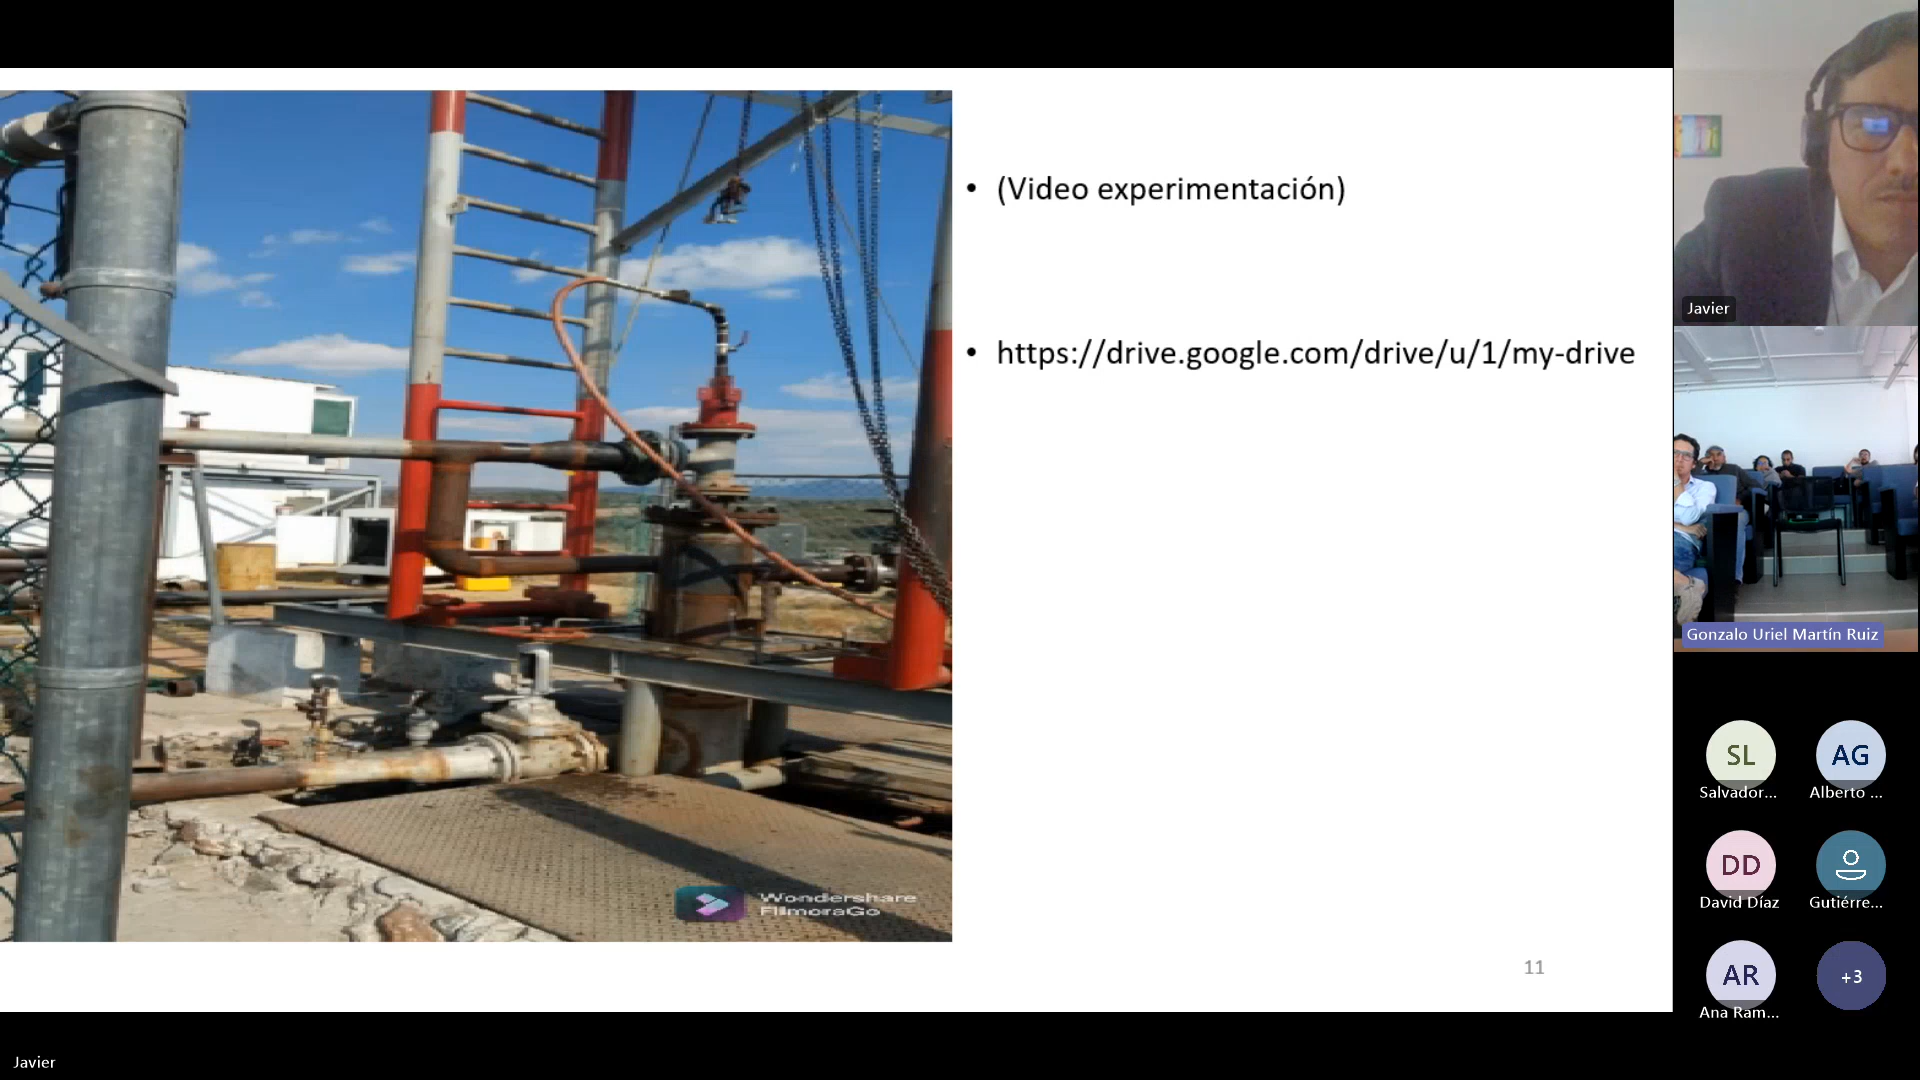 (Video experimentación)
https://drive.google.com/drive/u/1/my-drive
Wondershare
FilmoraGo
11
Javier
Gonzalo Uriel Martín Ruiz
SL
Salvador...
AG
Alberto ...
DD
David Díaz
Gutiérre...
AR
Ana Ram...
+3
Javier